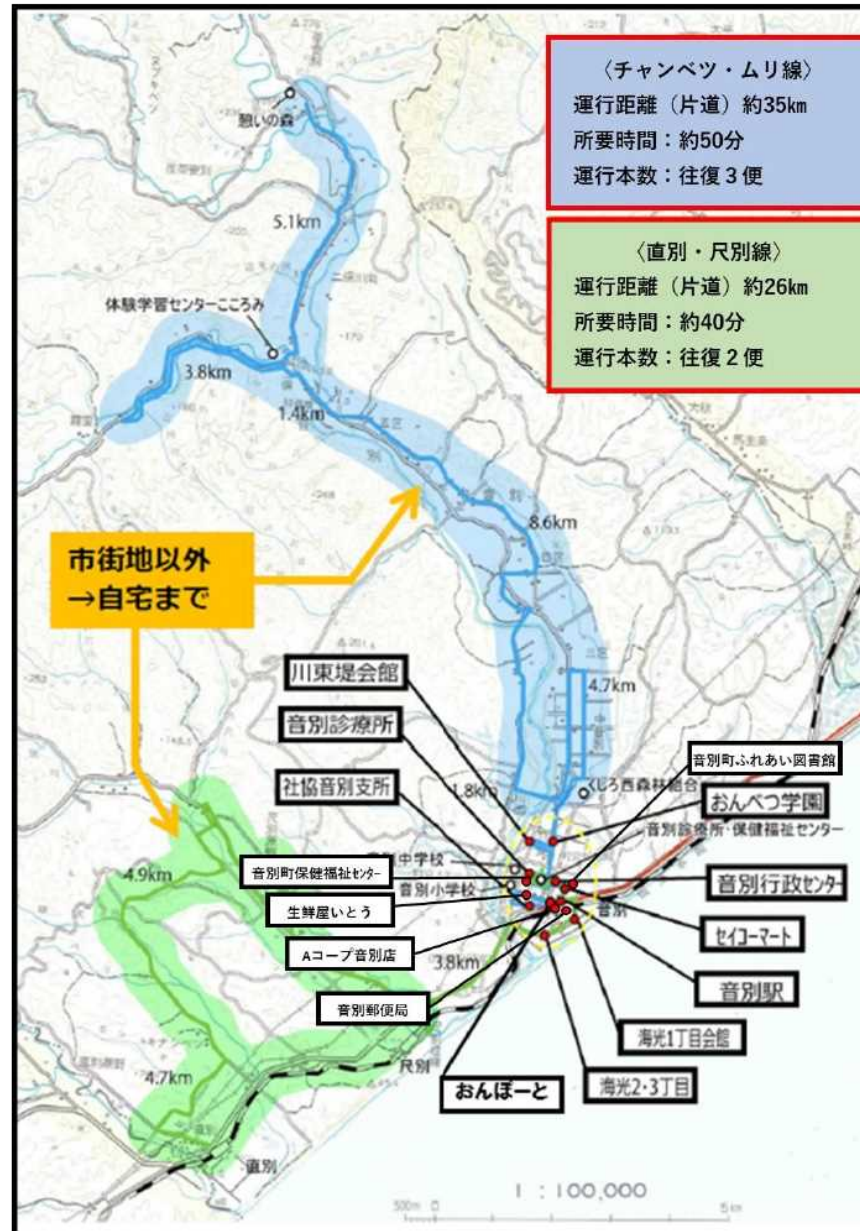 〈チャンベツ・ムリ線〉
運行距離（片道）約35㎞
所要時間：約50分
運行本数：往復３便
〈直別・尺別線〉
運行距離（片道）約26㎞
所要時間：約40分
運行本数：往復２便
憩いの森
5.1km
体験学習センターこころみ
3.8km
1.4km
8.6km
市街地以外
→自宅まで
川東堤会館
4.7km
音別診療所
音別町ふれあい図書館
社協音別支所
1.8km
くしろ西森林組合
おんべつ学園
音別診療所・保健福祉センター
音別中学校
4.9km
音別町保健福祉センター
音別小学校
音別行政センター
生鮮屋いとう
音別
セイコーマート
Aコープ音別店
3.8km
音別駅
音別郵便局
海光1丁目会館
4.7km
尺別
おんぽーと
海光2・3丁目
直別
1：100,000
500m 0
5km